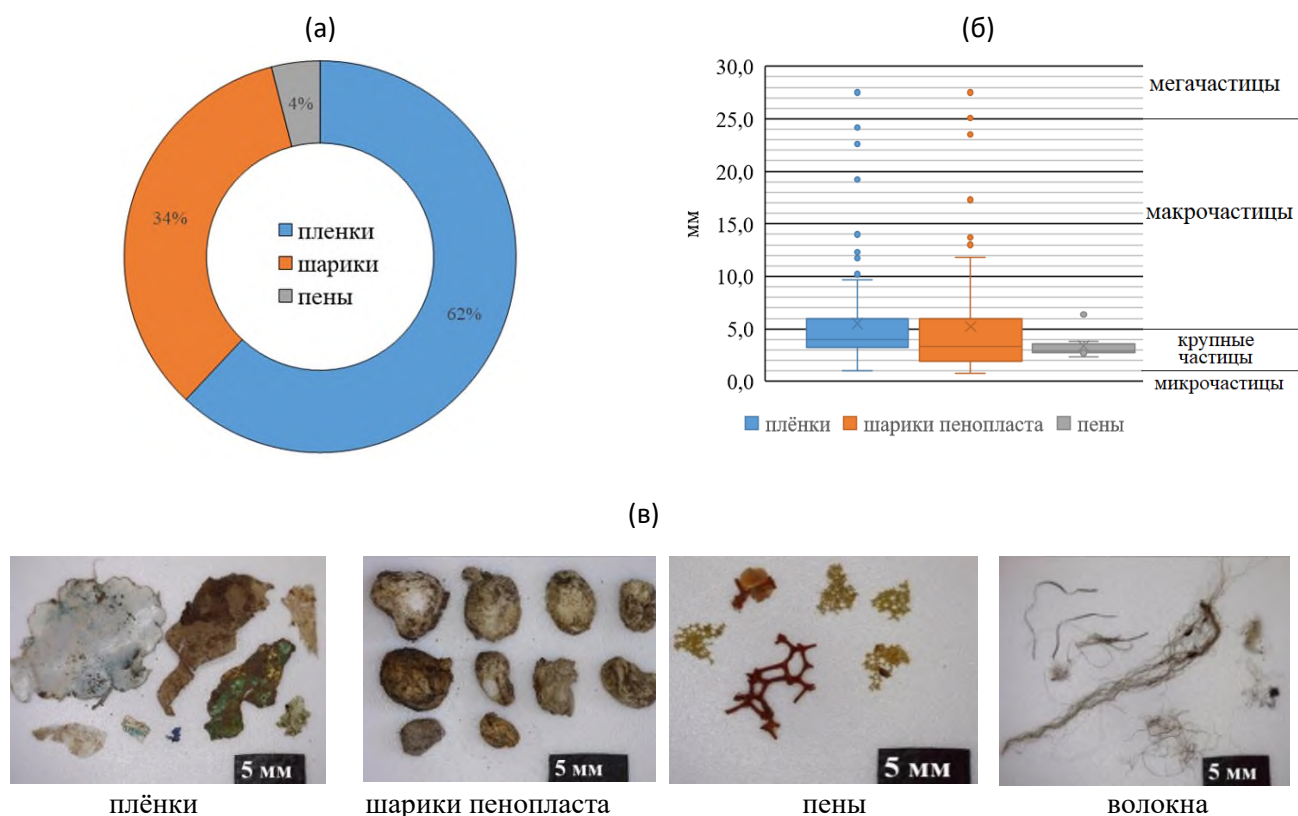 (а)
4%
34%
62%
пленки
шарики
пены
(б)
30,0
25,0
20,0
15,0
10,0
5,0
0,0
мм
мегачастицы
макрочастицы
крупные
частицы
микрочастицы
плёнки шарики пенопласта пены
(в)
5 мм 5 мм 5 мм 5 мм
плёнки шарики пенопласта пены волокна